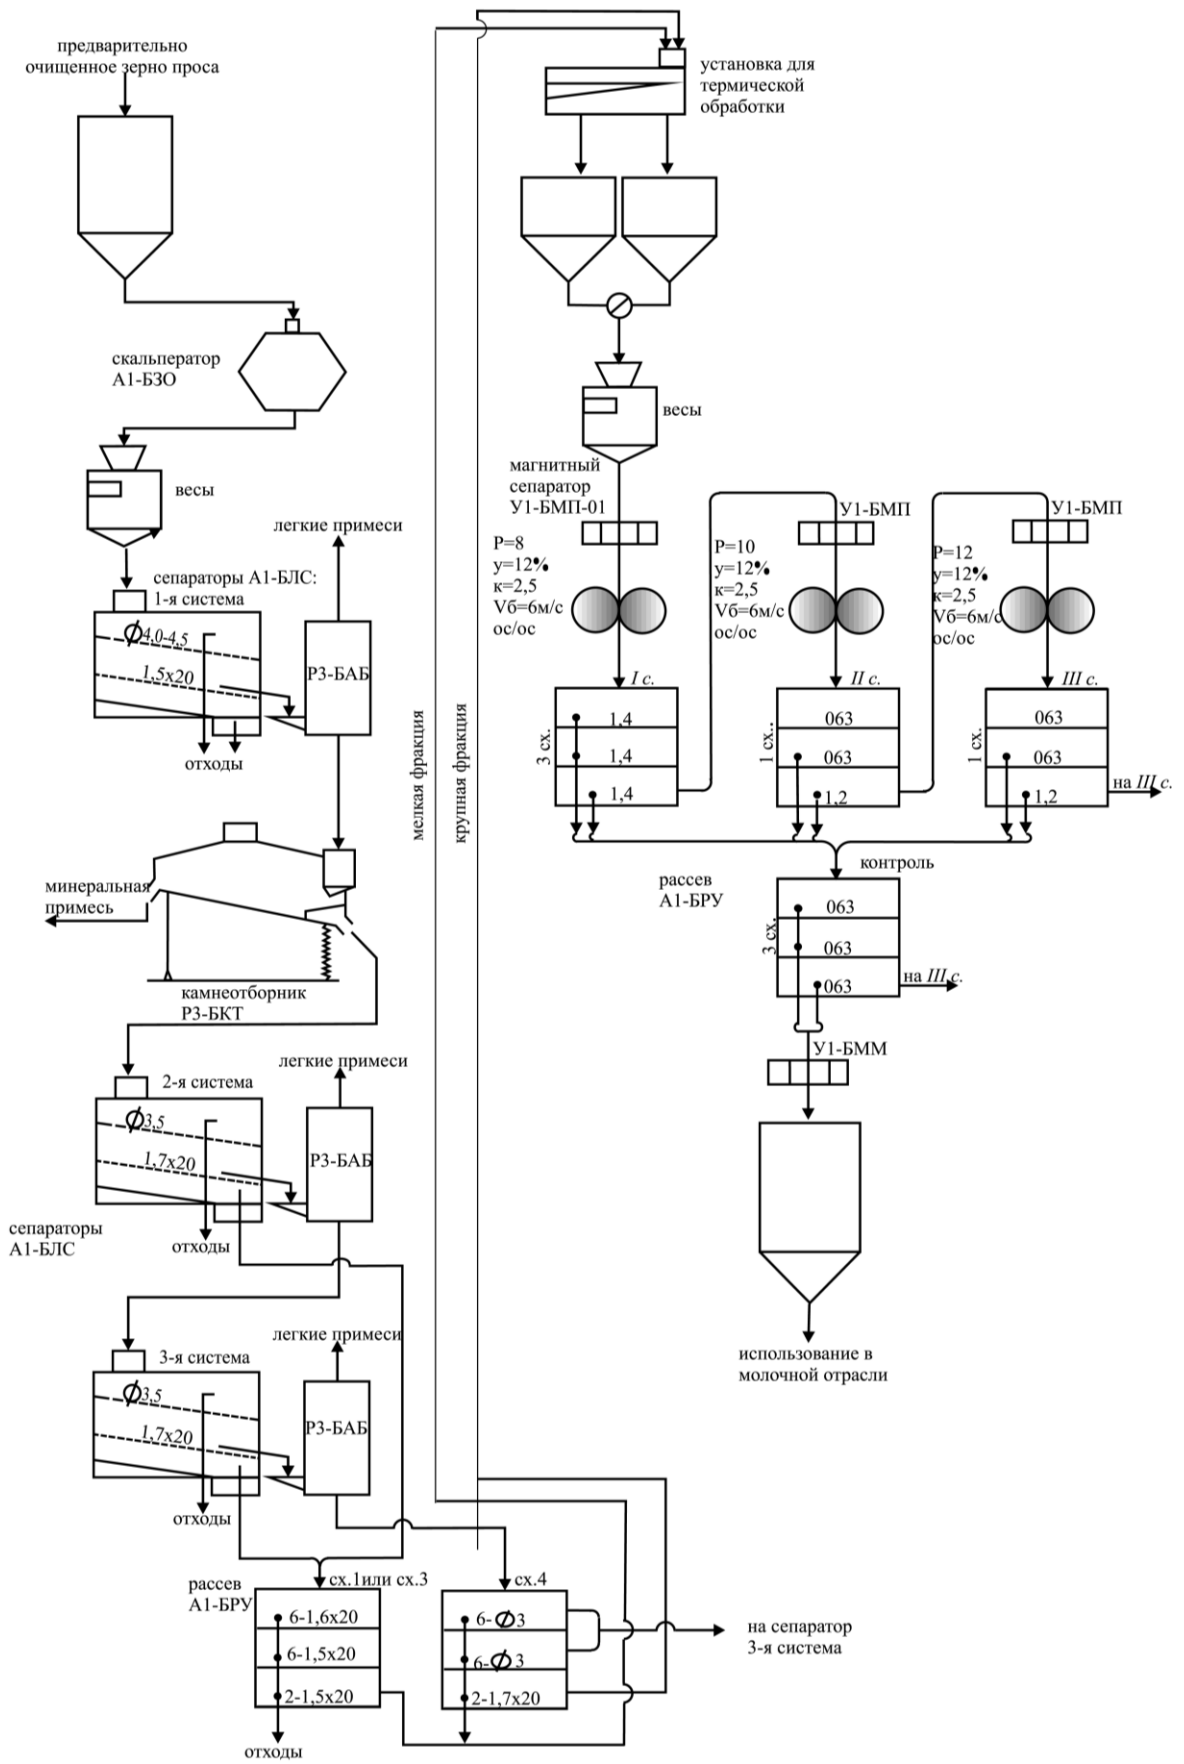 предварительно
очищенное зерно проса
скальператор
А1-БЗО
весы
легкие примеси
сепараторы А1-БЛС:
1-я система
Ø4,0-4,5
1,5х20
Р3-БАБ
отходы
минеральная
примесь
камнеотборник
Р3-БКТ
легкие примеси
2-я система
Ø3,5
1,7х20
Р3-БАБ
сепараторы
А1-БЛС
отходы
легкие примеси
3-я система
Ø3,5
1,7х20
Р3-БАБ
отходы
рассев
А1-БРУ
сх.1или сх.3
6-1,6х20
6-1,5х20
2-1,5х20
отходы
сх.4
6-Ø3
6-Ø3
2-1,7х20
на сепаратор
3-я система
мелкая фракция
крупная фракция
установка для
термической
обработки
весы
магнитный
сепаратор
У1-БМП-01
Р=8
у=12%
к=2,5
Vб=6м/с
ос/ос
У1-БМП
Р=10
у=12%
к=2,5
Vб=6м/с
ос/ос
У1-БМП
Р=12
у=12%
к=2,5
Vб=6м/с
ос/ос
I с.
3 сх.
1,4
1,4
1,4
II с.
1 сх..
063
063
1,2
III с.
1 сх.
063
063
1,2
на III с.
контроль
рассев
А1-БРУ
3 сх.
063
063
063
на III с.
У1-БММ
использование в
молочной отрасли